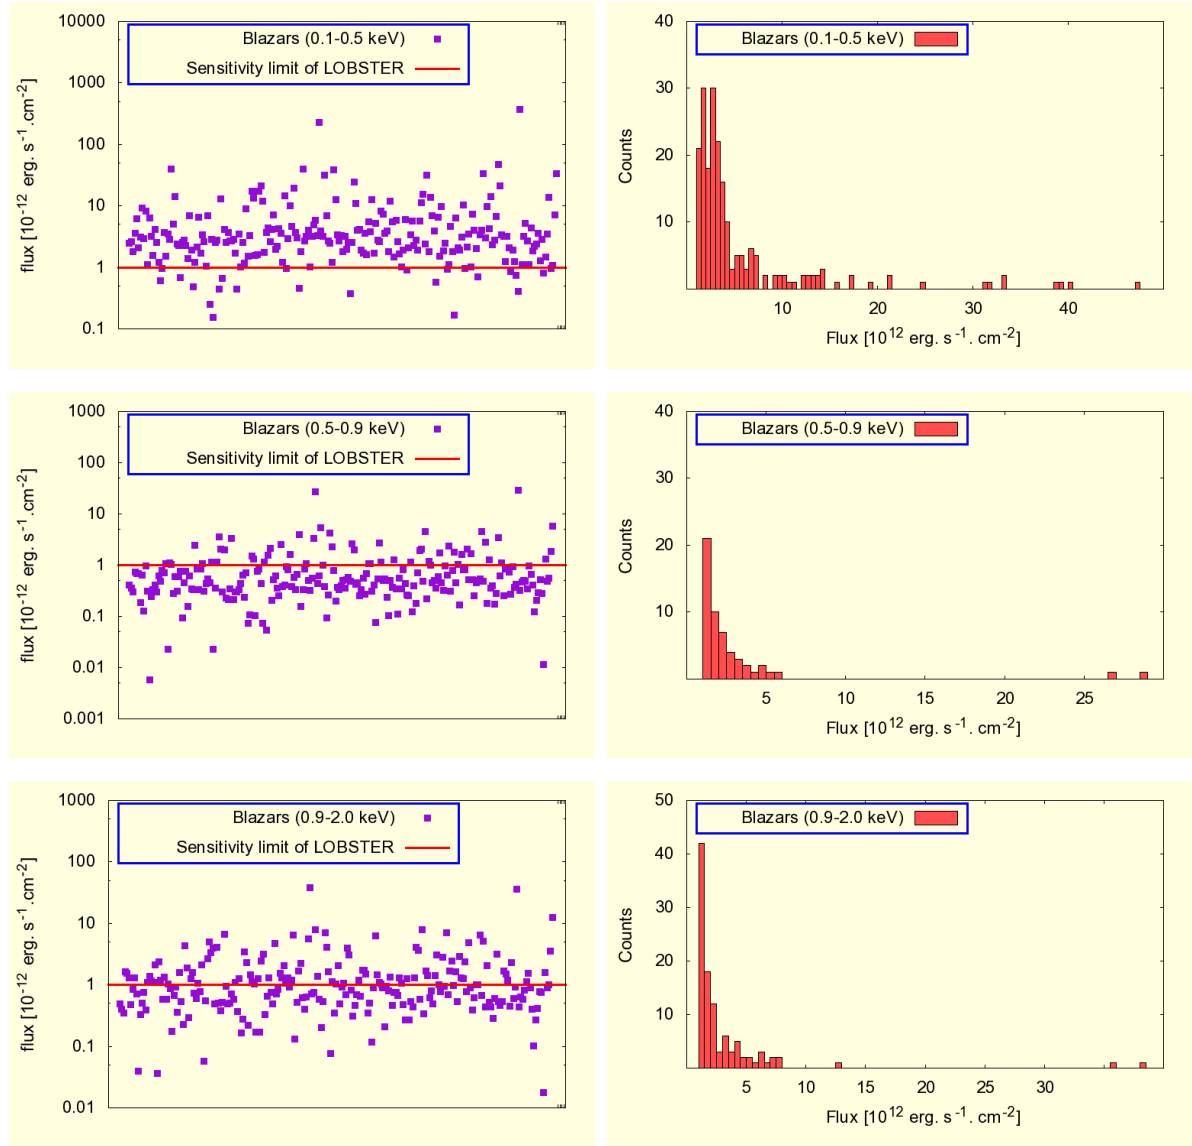 10000
1000
100
10
1
0.1
flux [10⁻¹² erg. s⁻¹.cm⁻²]
Blazars (0.1-0.5 keV)
Sensitivity limit of LOBSTER
40
30
20
10
Counts
Blazars (0.1-0.5 keV)
10 20 30 40
Flux [10¹² erg. s⁻¹. cm⁻²]
1000
100
10
1
0.1
0.01
0.001
flux [10⁻¹² erg. s⁻¹.cm⁻²]
Blazars (0.5-0.9 keV)
Sensitivity limit of LOBSTER
40
30
20
10
Counts
Blazars (0.5-0.9 keV)
5 10 15 20 25
Flux [10¹² erg. s⁻¹. cm⁻²]
1000
100
10
1
0.1
0.01
flux [10⁻¹² erg. s⁻¹.cm⁻²]
Blazars (0.9-2.0 keV)
Sensitivity limit of LOBSTER
50
40
30
20
10
Counts
Blazars (0.9-2.0 keV)
5 10 15 20 25 30
Flux [10¹² erg. s⁻¹. cm⁻²]